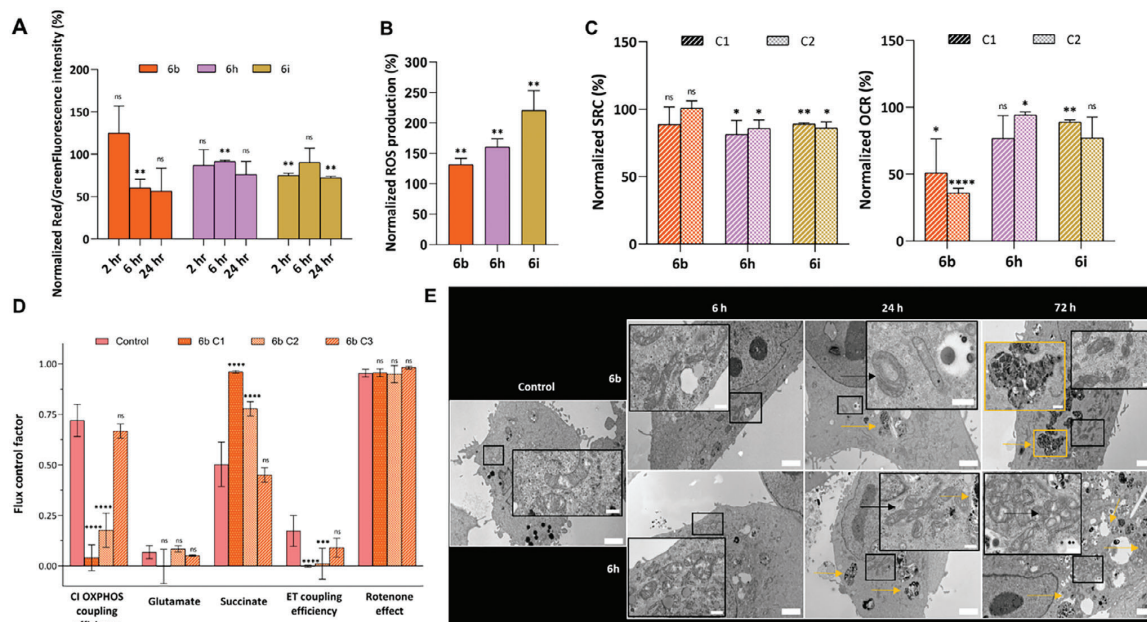 A
Normalized Red/GreenFluorescence intensity (%)
6b 6h 6i
200
150
100
50
0
ns ** ns ns ** ns ** ns **
2 hr 6 hr 24 hr 2 hr 6 hr 24 hr 2 hr 6 hr 24 hr
B
Normalized ROS production (%)
300
250
200
150
100
50
0
** ** **
6b 6h 6i
C
Normalized SRC (%)
C1 C2
150
100
50
0
ns ns * * ** *
6b 6h 6i
Normalized OCR (%)
C1 C2
150
100
50
0
* **** ns * ** ns
6b 6h 6i
D
Control 6b C1 6b C2 6b C3
Flux control factor
1.00
0.75
0.50
0.25
0.00
**** **** ns
ns ns ns
**** **** ns
**** *** ns
ns ns ns
CI OXPHOS
coupling
Glutamate
Succinate
ET coupling
efficiency
Rotenone
effect
E
6 h 24 h 72 h
Control
6b
6h